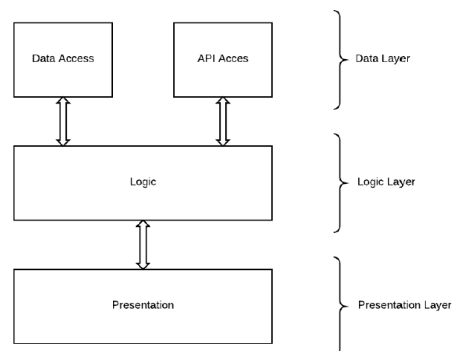 Data Access
API Acces
Data Layer
Logic
Logic Layer
Presentation
Presentation Layer